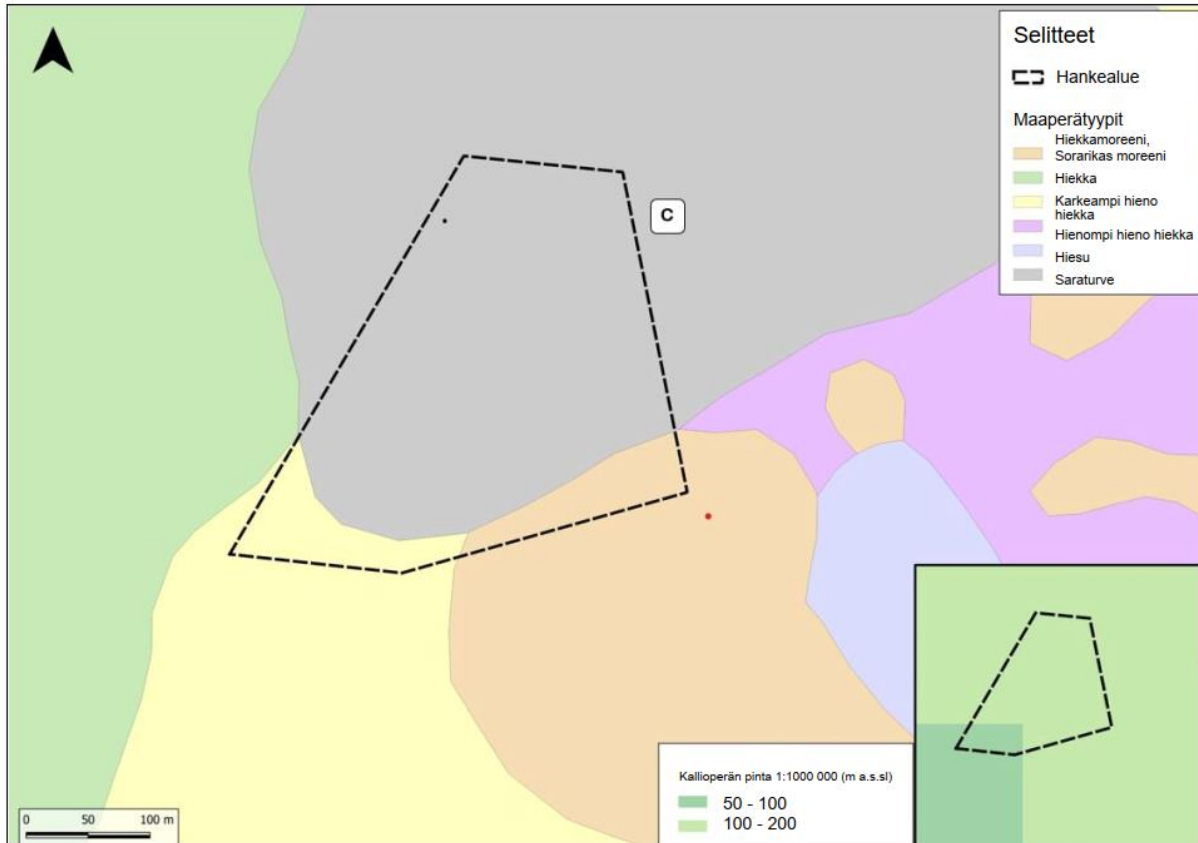 Selitteet
Hankealue
Maaperätyypit
Hiekkamoreeni,
Sorarikas moreeni
Hiekka
Karkeampi hieno
hiekka
Hienompi hieno hiekka
Hiesu
Saraturve
C
Kallioperän pinta 1:1000 000 (m a.s.sl)
50 - 100
100 - 200
0 50 100 m